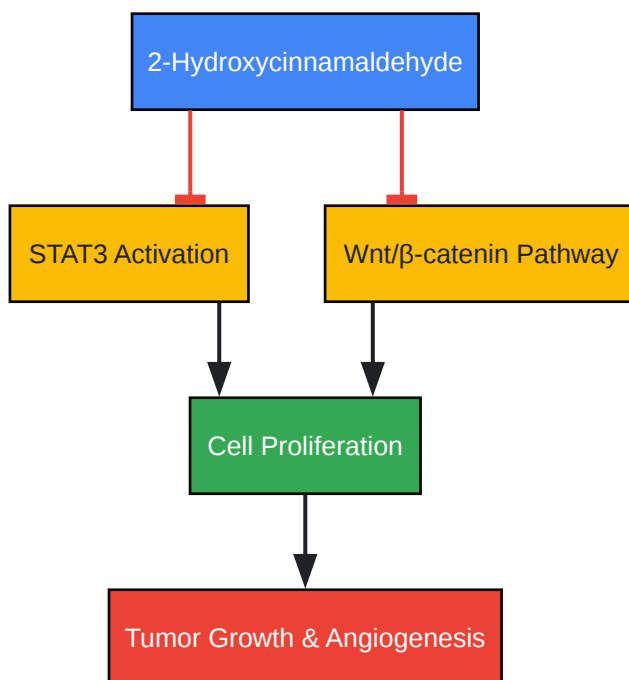 2-Hydroxycinnamaldehyde
STAT3 Activation
Wnt/β-catenin Pathway
Cell Proliferation
Tumor Growth & Angiogenesis